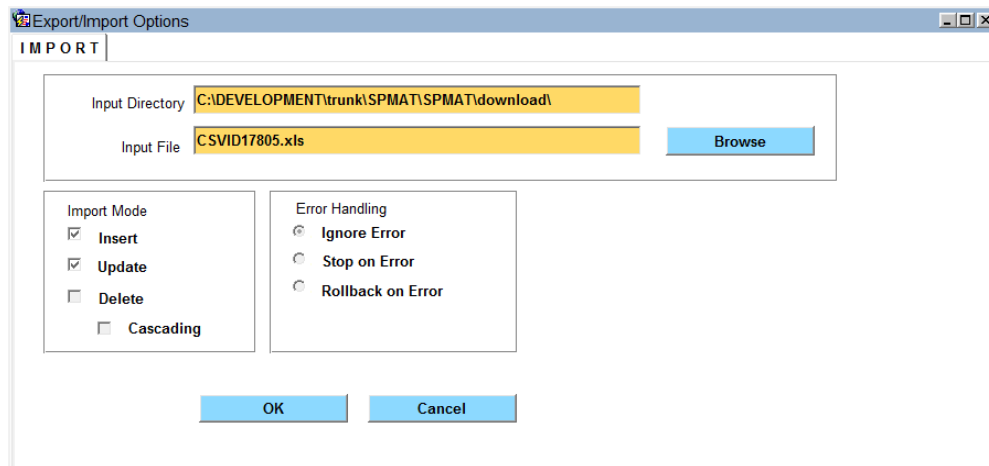 Export/Import Options
IMPORT
Input Directory C:\DEVELOPMENT\trunk\SPMAT\SPMAT\download\
Input File CSVID17805.xls Browse
Import Mode
Insert
Update
Delete
Cascading
Error Handling
Ignore Error
Stop on Error
Rollback on Error
OK Cancel